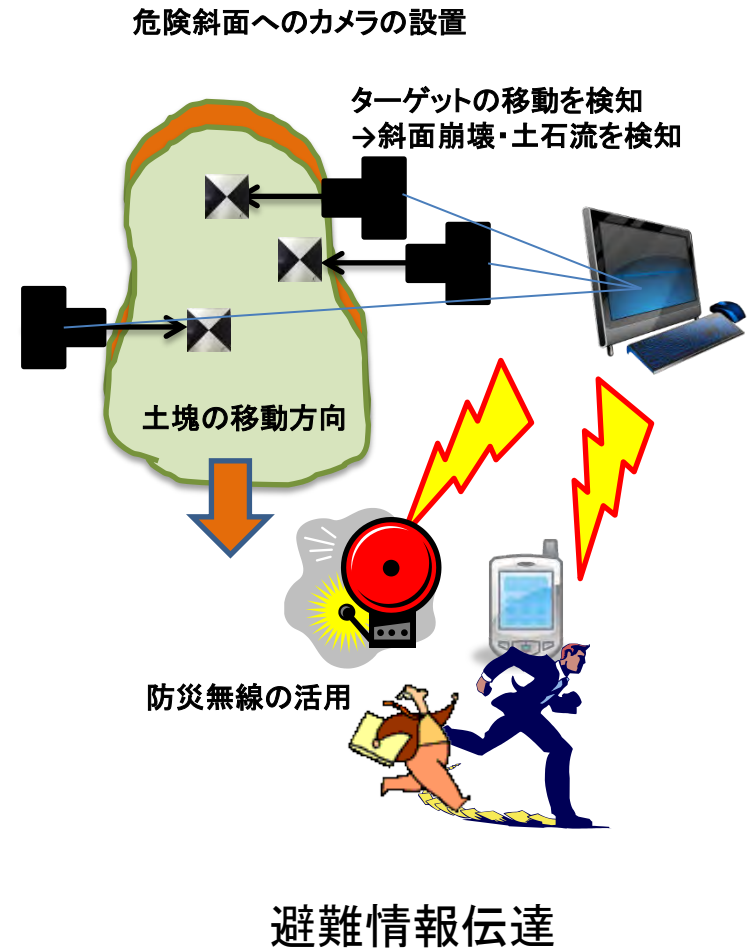 危険斜面へのカメラの設置
ターゲットの移動を検知
→斜面崩壊・土石流を検知
土塊の移動方向
防災無線の活用
避難情報伝達